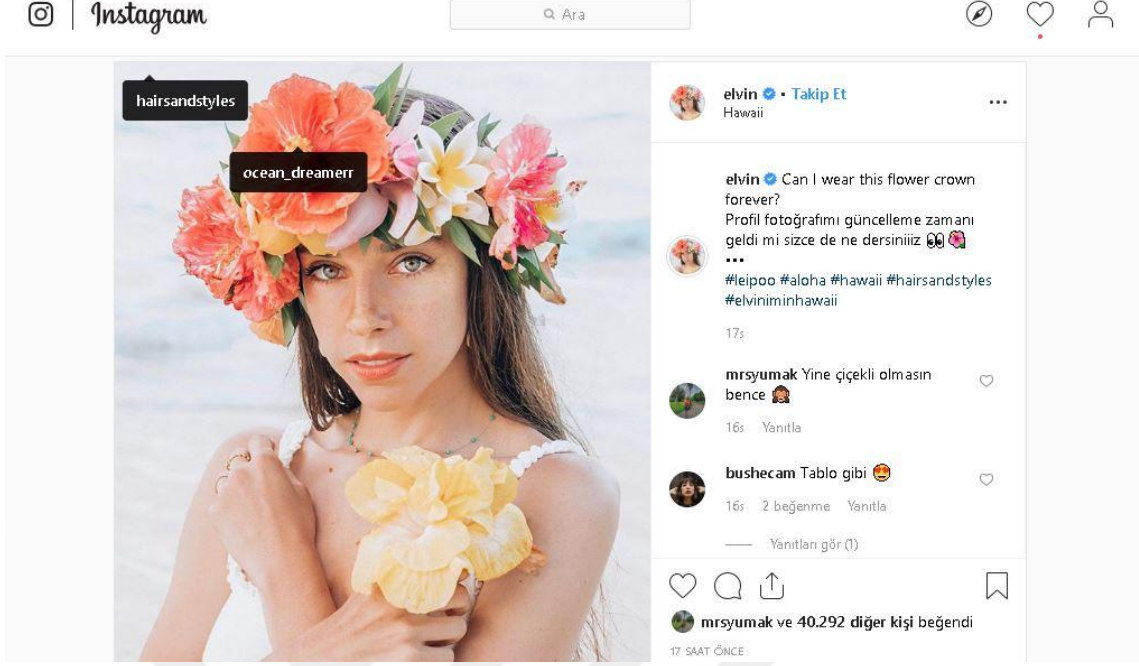 Instagram
Ara
hairsandstyles
ocean_dreamerr
elvin • Takip Et
Hawaii
elvin Can I wear this flower crown
forever?
Profil fotoğrafımı güncelleme zamanı
geldi mi sizce de ne dersiniiiz 👀🌺
•••
#leipoo #aloha #hawaii #hairsandstyles
#elviniminhawaii
17s
mrsyumak Yine çiçekli olmasın
bence 🙈
16s Yanıtla
bushecam Tablo gibi 😍
16s 2 beğenme Yanıtla
Yanıtları gör (1)
mrsyumak ve 40.292 diğer kişi beğendi
17 SAAT ÖNCE